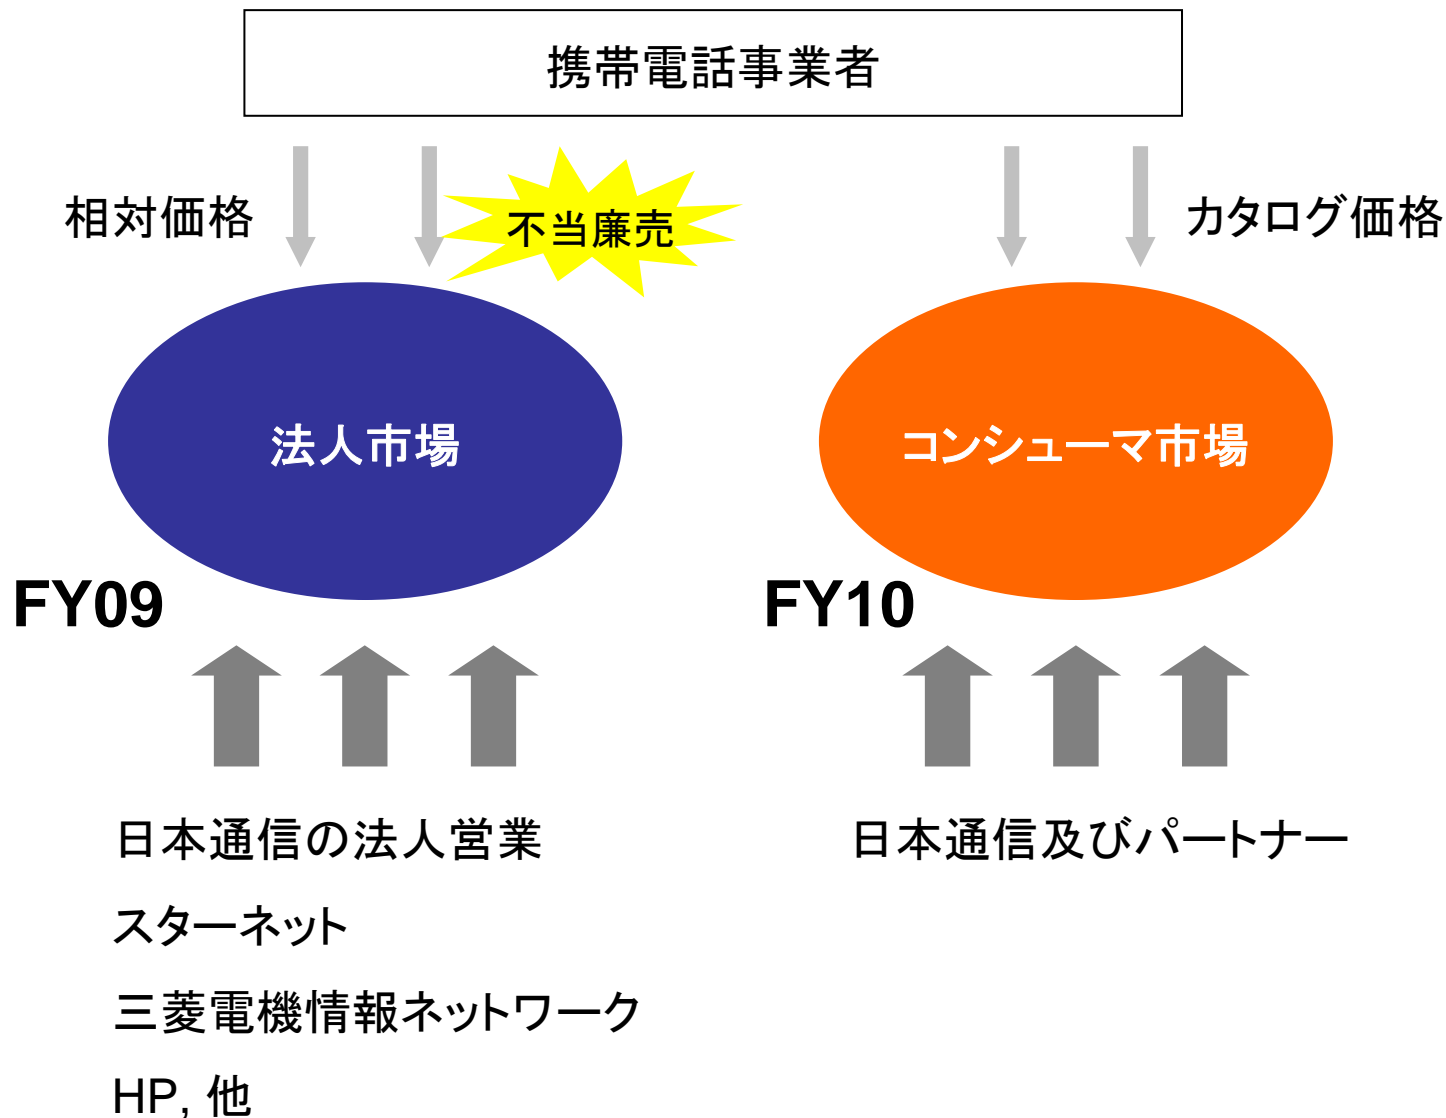 携帯電話事業者
相対価格
不当廉売
カタログ価格
法人市場
コンシューマ市場
FY09
FY10
日本通信の法人営業
スターネット
三菱電機情報ネットワーク
HP, 他
日本通信及びパートナー